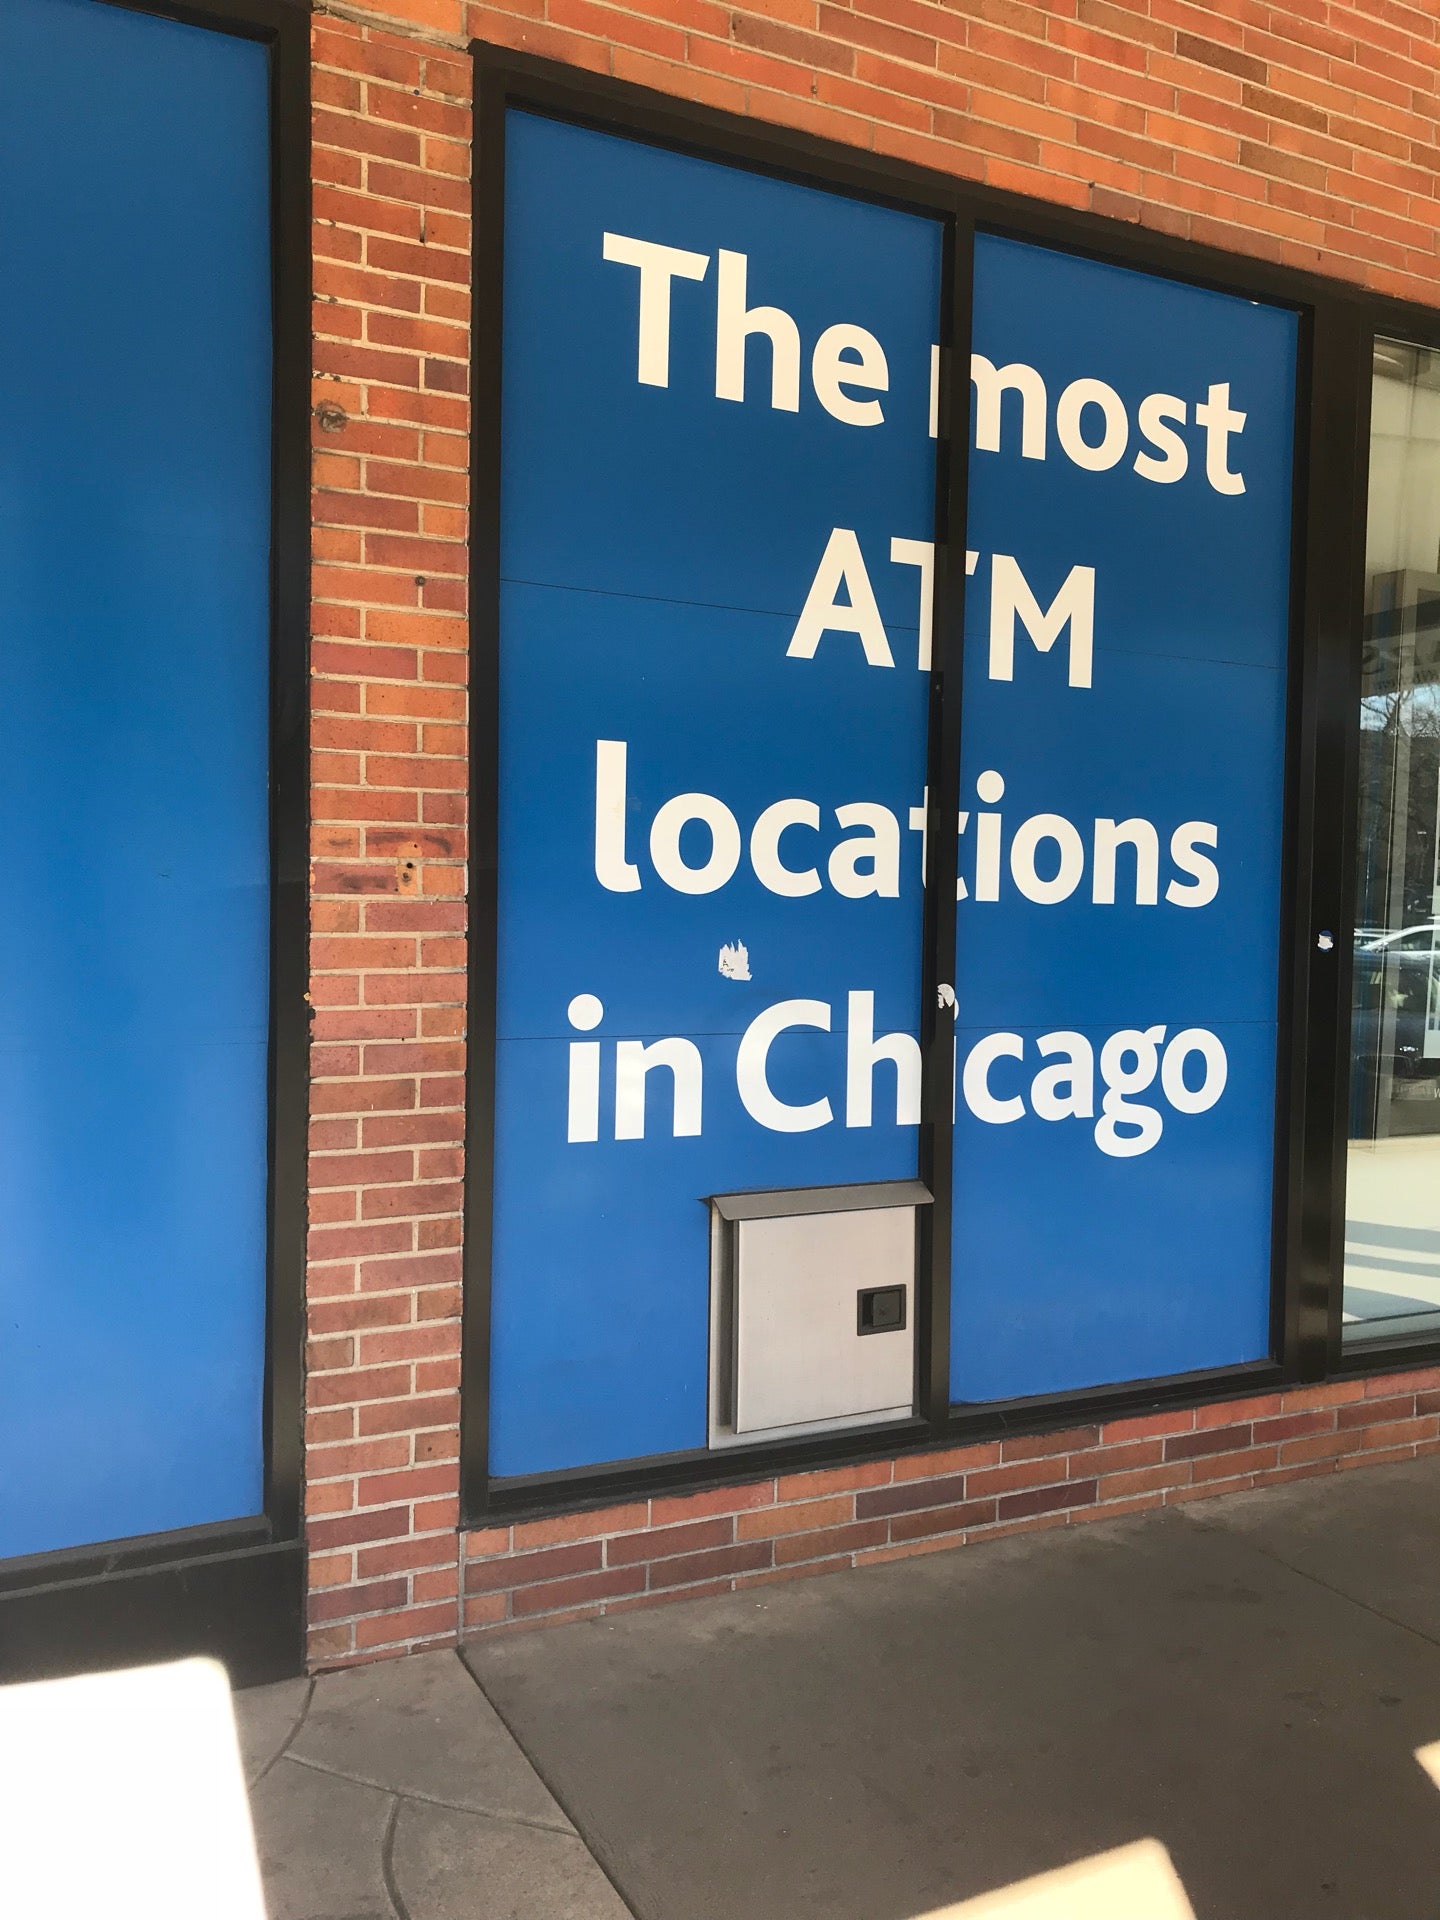 The most
ATM
locations
in Chicago